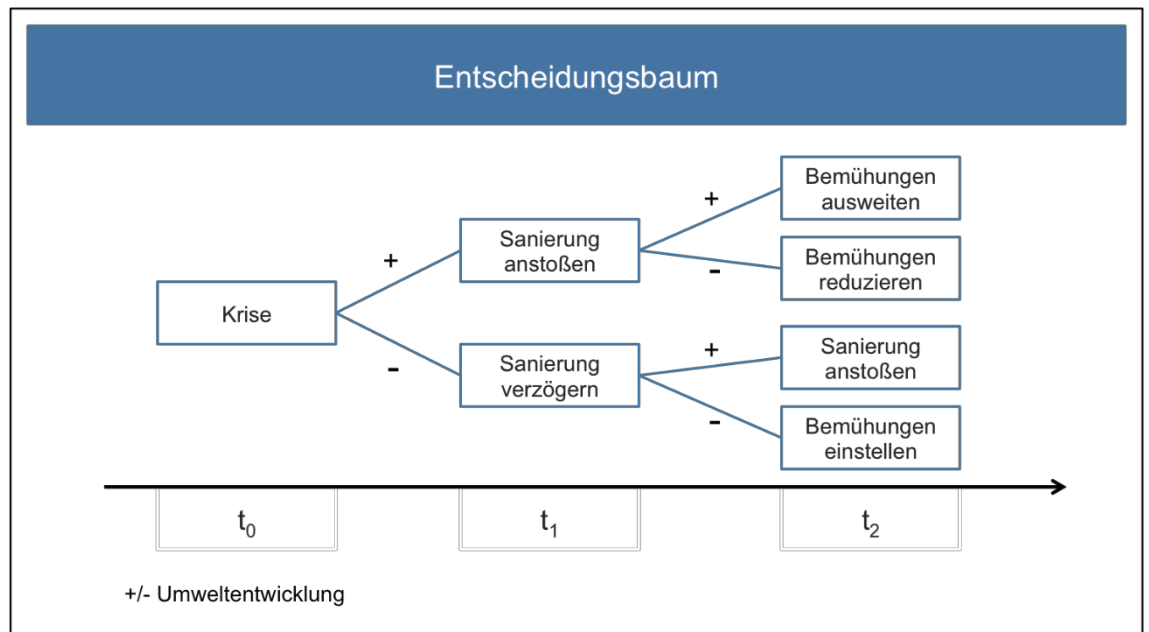 Entscheidungsbaum
Krise
+
-
Sanierung
anstoßen
Sanierung
verzögern
+
-
+
-
Bemühungen
ausweiten
Bemühungen
reduzieren
Sanierung
anstoßen
Bemühungen
einstellen
t₀
t₁
t₂
+/- Umweltentwicklung